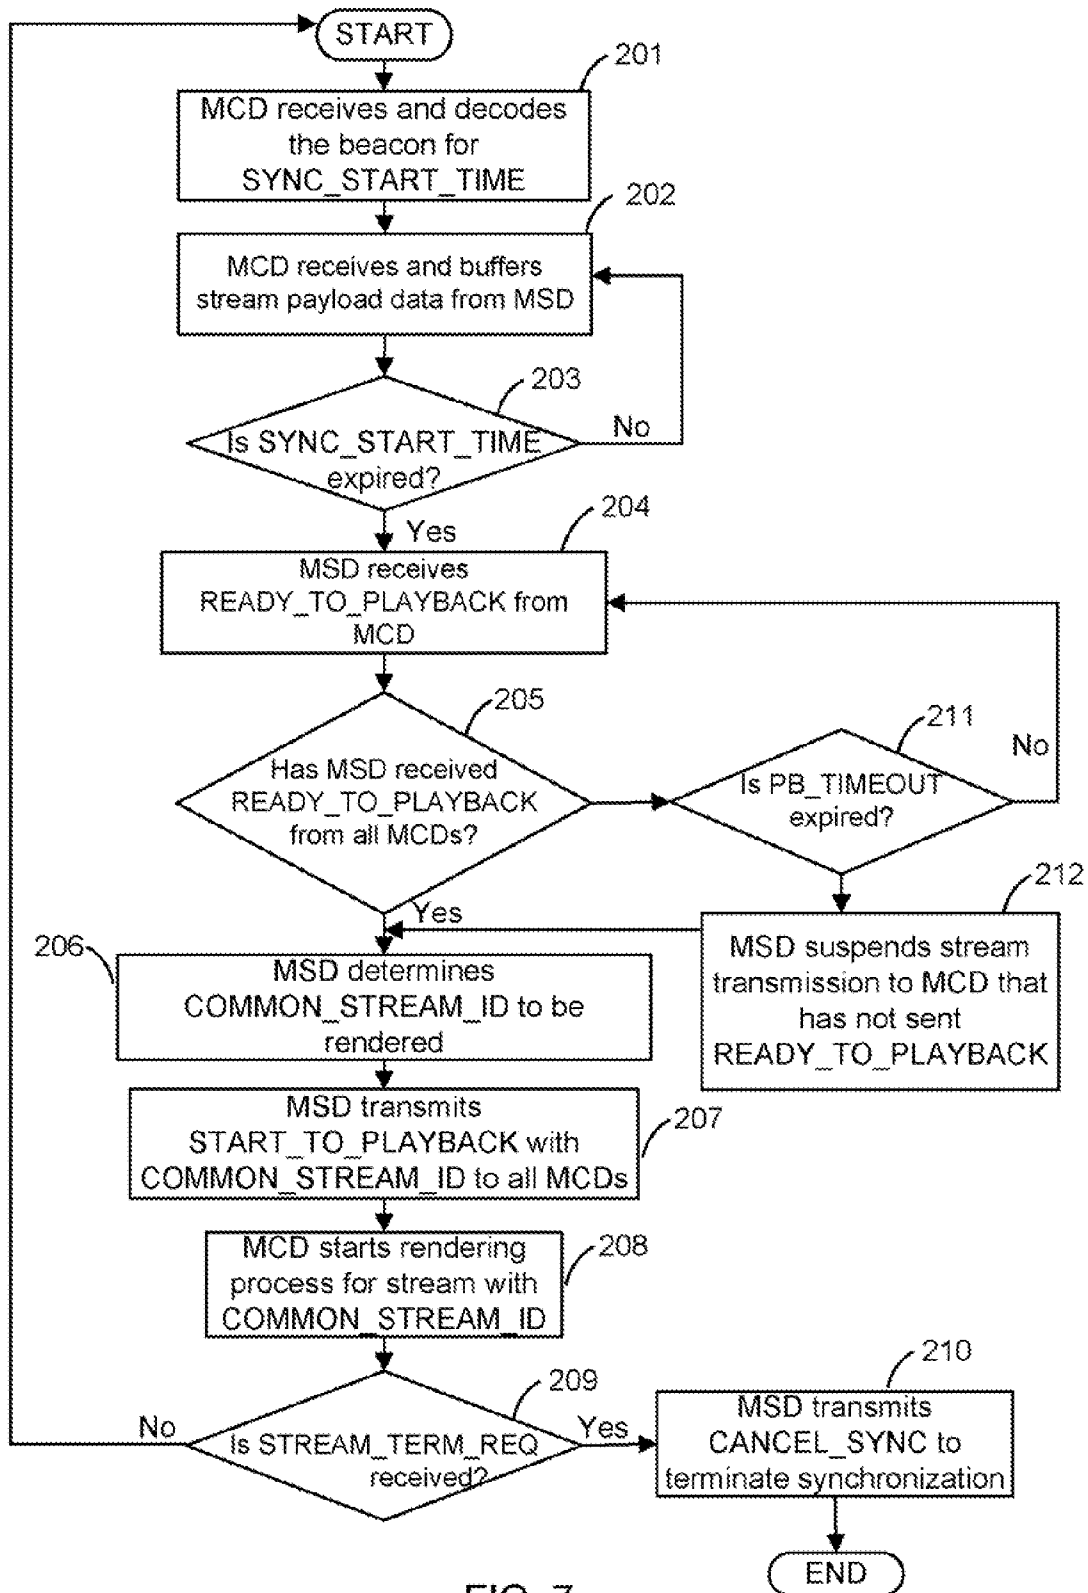 START
201
MCD receives and decodes
the beacon for
SYNC_START_TIME
202
MCD receives and buffers
stream payload data from MSD
203
Is SYNC_START_TIME
expired?
No
Yes
204
MSD receives
READY_TO_PLAYBACK from
MCD
205
Has MSD received
READY_TO_PLAYBACK
from all MCDs?
211
Is PB_TIMEOUT
expired?
No
Yes
212
MSD suspends stream
transmission to MCD that
has not sent
READY_TO_PLAYBACK
206
MSD determines
COMMON_STREAM_ID to be
rendered
207
MSD transmits
START_TO_PLAYBACK with
COMMON_STREAM_ID to all MCDs
208
MCD starts rendering
process for stream with
COMMON_STREAM_ID
209
Is STREAM_TERM_REQ
received?
No
Yes
210
MSD transmits
CANCEL_SYNC to
terminate synchronization
END
FIG. 7